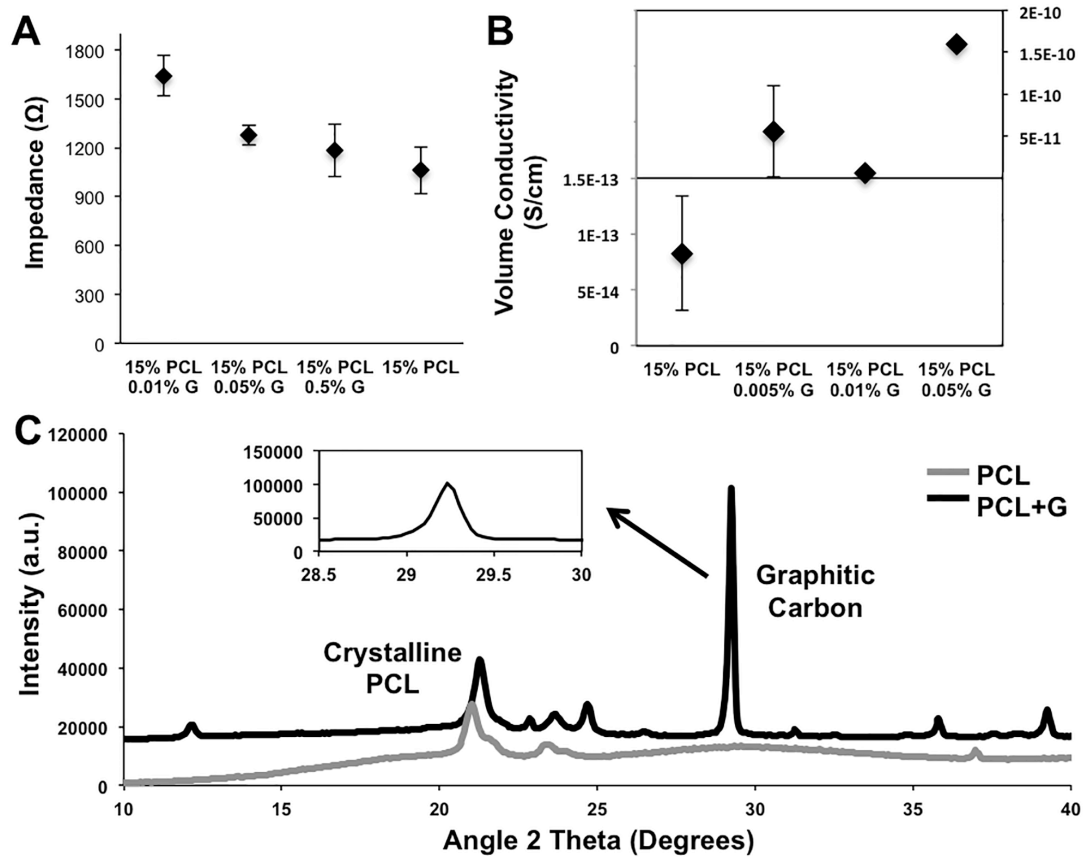 A
Impedance (Ω)
1800
1500
1200
900
600
300
0
15% PCL 15% PCL 15% PCL 15% PCL
0.01% G 0.05% G 0.5% G
B
Volume Conductivity
(S/cm)
2E-10
1.5E-10
1E-10
5E-11
1.5E-13
1E-13
5E-14
0
15% PCL 15% PCL 15% PCL 15% PCL
0.005% G 0.01% G 0.05% G
C
Intensity (a.u.)
120000
100000
80000
60000
40000
20000
0
150000
100000
50000
0
28.5 29 29.5 30
PCL
PCL+G
Graphitic
Carbon
Crystalline
PCL
10 15 20 25 30 35 40
Angle 2 Theta (Degrees)